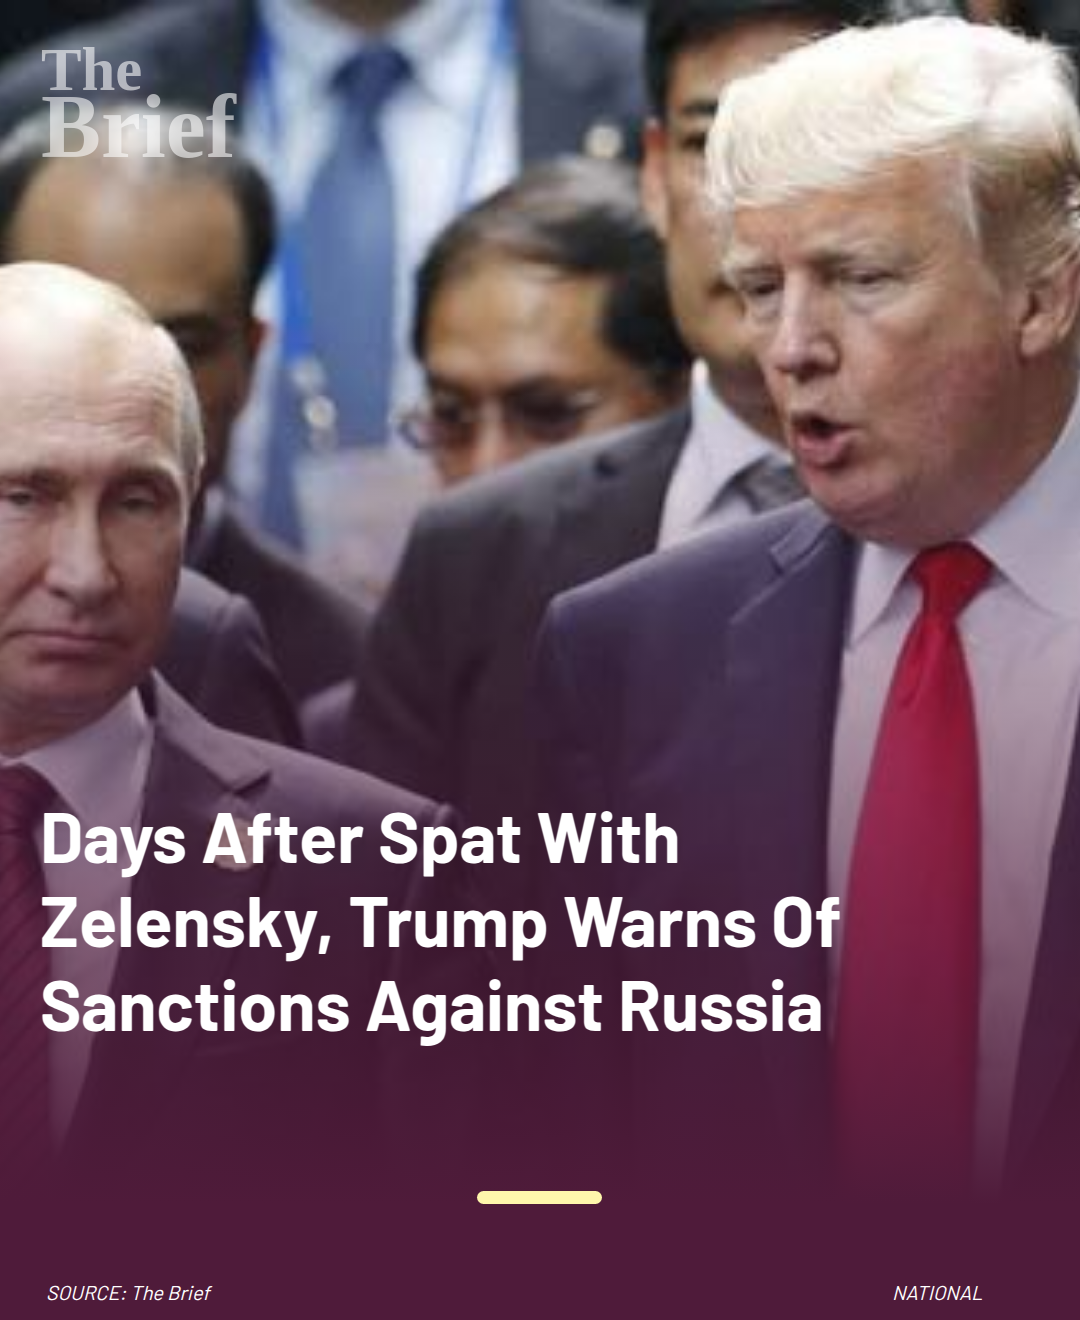 The
Brief
Days After Spat With
Zelensky, Trump Warns Of
Sanctions Against Russia
SOURCE: The Brief
NATIONAL